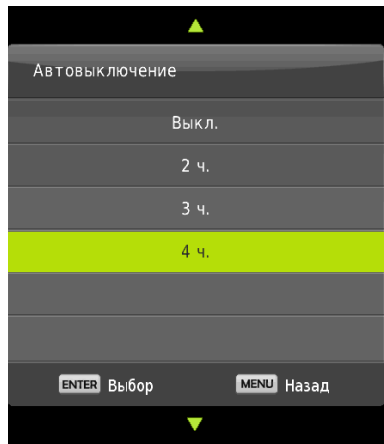 Автовыключение
Выкл.
2 ч.
3 ч.
4 ч.
ENTER Выбор MENU Назад